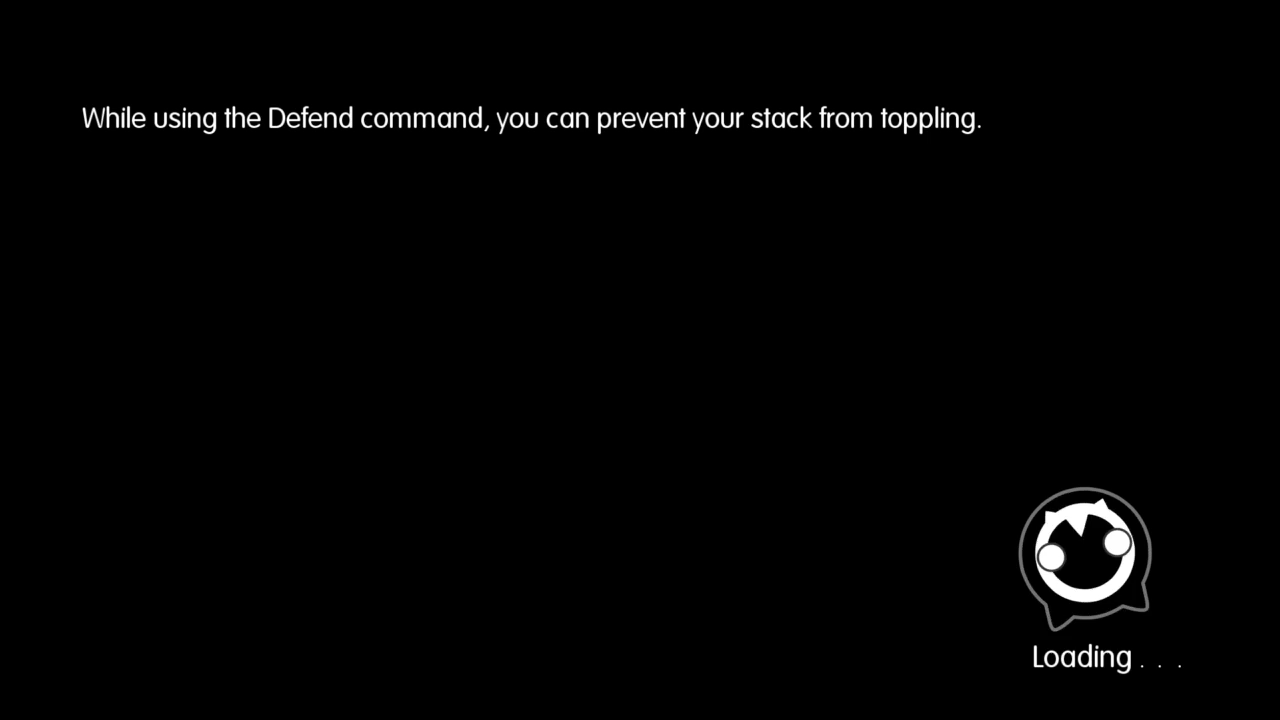 While using the Defend command, you can prevent your stack from toppling.
Loading . . .